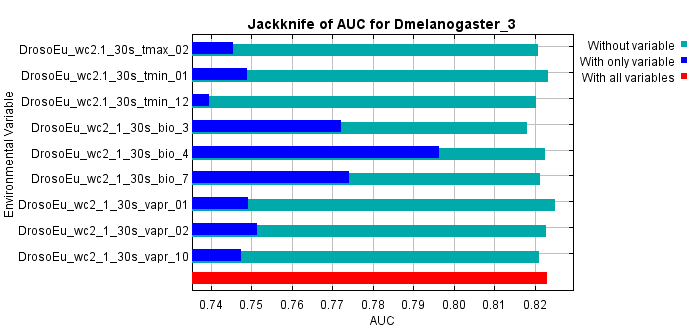 Jackknife of AUC for Dmelanogaster_3
Environmental Variable
DrosoEu_wc2.1_30s_tmax_02
DrosoEu_wc2.1_30s_tmin_01
DrosoEu_wc2.1_30s_tmin_12
DrosoEu_wc2_1_30s_bio_3
DrosoEu_wc2_1_30s_bio_4
DrosoEu_wc2_1_30s_bio_7
DrosoEu_wc2_1_30s_vapr_01
DrosoEu_wc2_1_30s_vapr_02
DrosoEu_wc2_1_30s_vapr_10
0.74 0.75 0.76 0.77 0.78 0.79 0.80 0.81 0.82
AUC
Without variable
With only variable
With all variables